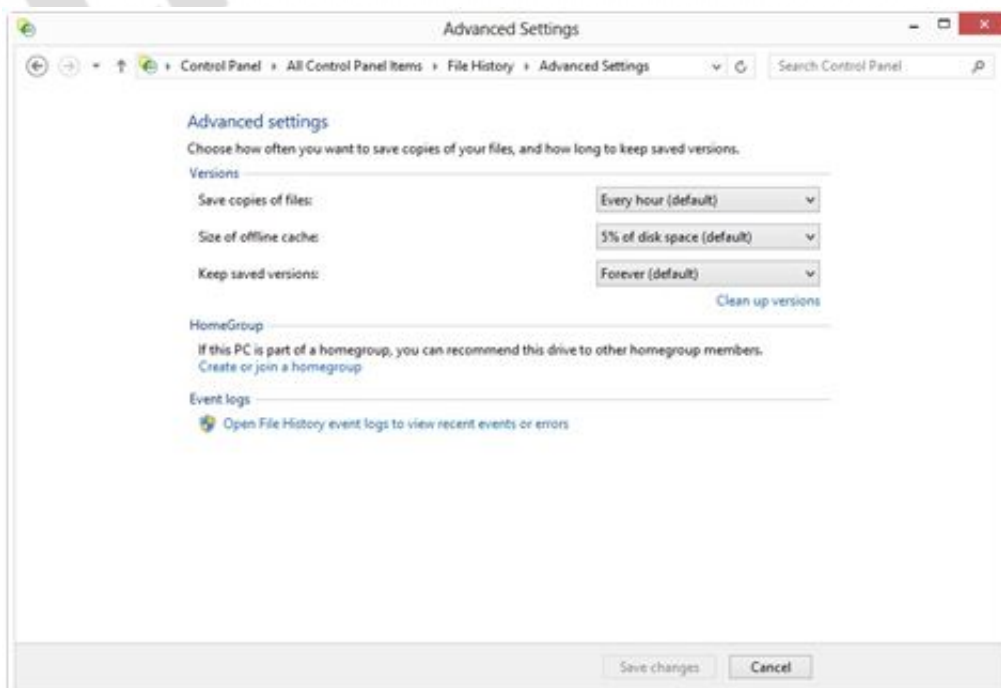 Advanced Settings
Control Panel All Control Panel Items File History Advanced Settings Search Control Panel
Advanced settings
Choose how often you want to save copies of your files, and how long to keep saved versions.
Versions
Save copies of files: Every hour (default)
Size of offline cache: 5% of disk space (default)
Keep saved versions: Forever (default)
Clean up versions
HomeGroup
If this PC is part of a homegroup, you can recommend this drive to other homegroup members.
Create or join a homegroup
Event logs
Open File History event logs to view recent events or errors
Save changes Cancel